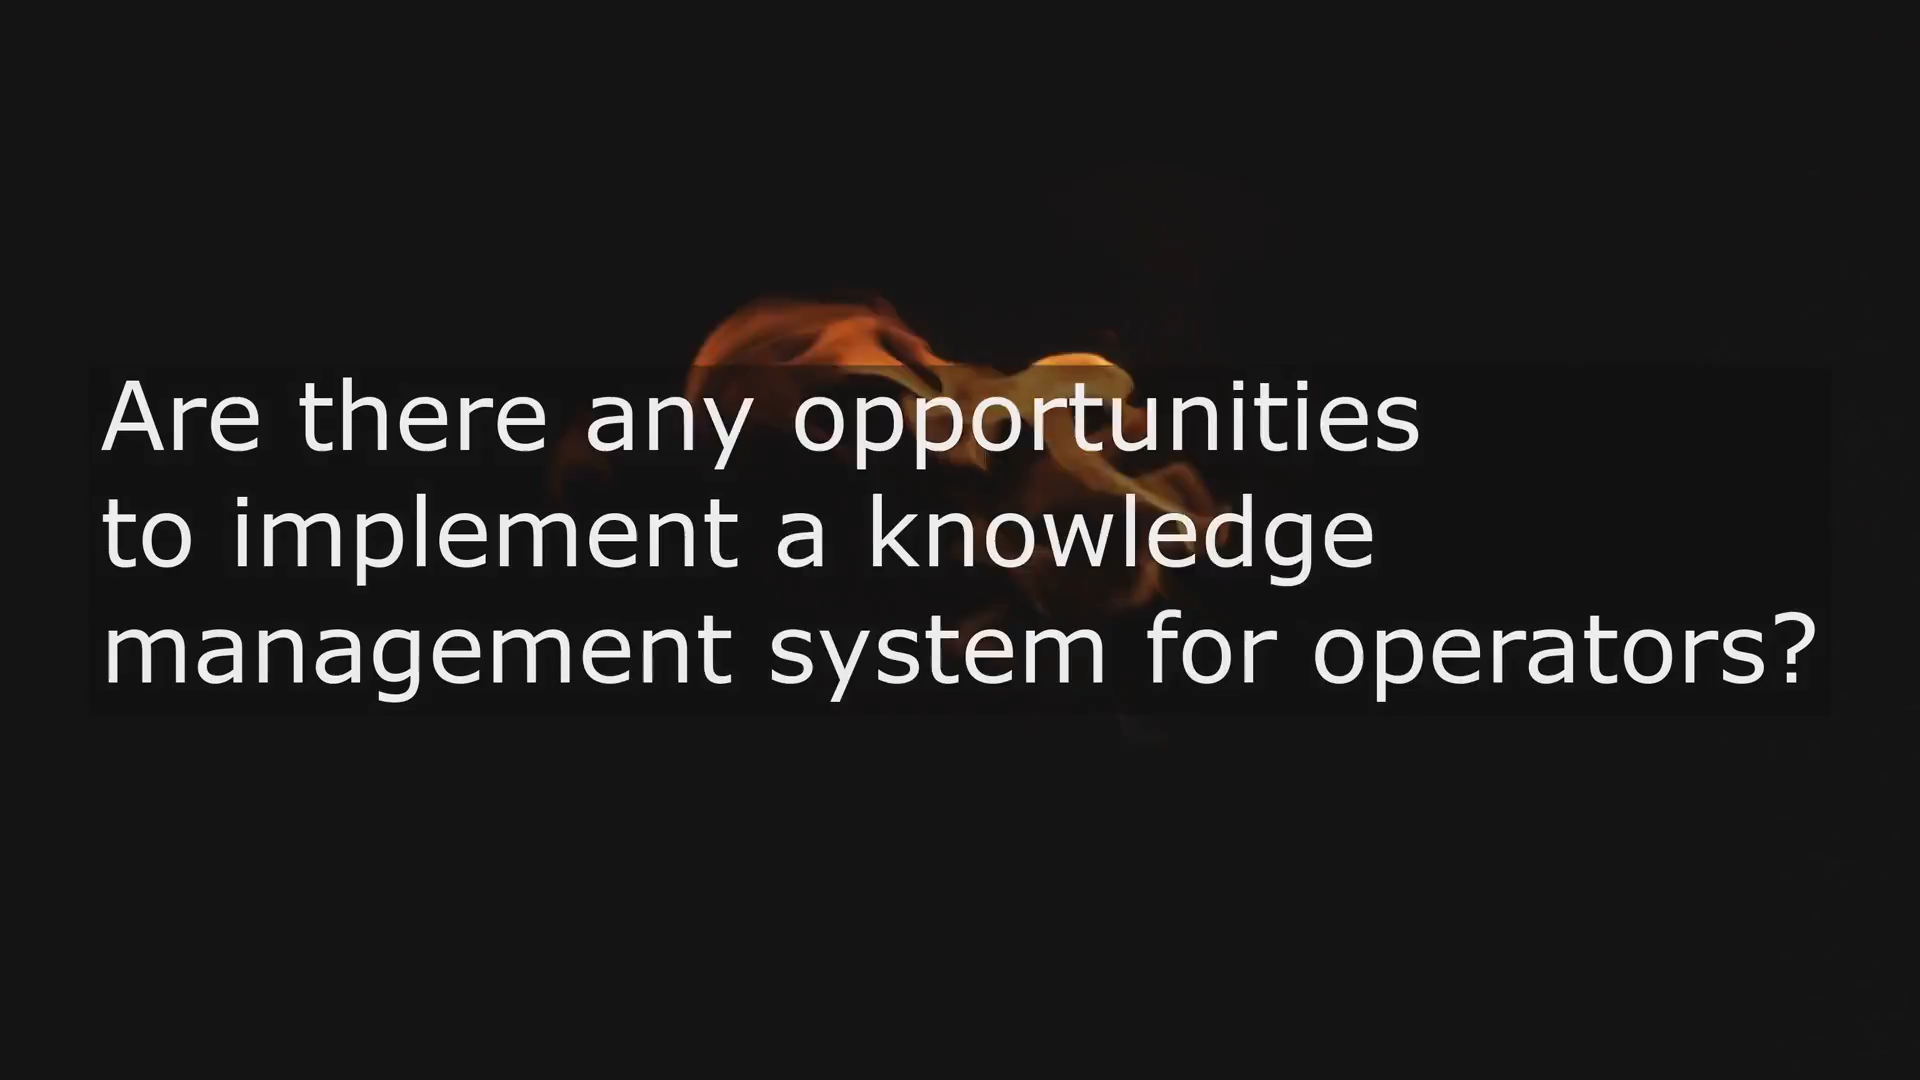 Are there any opportunities
to implement a knowledge
management system for operators?